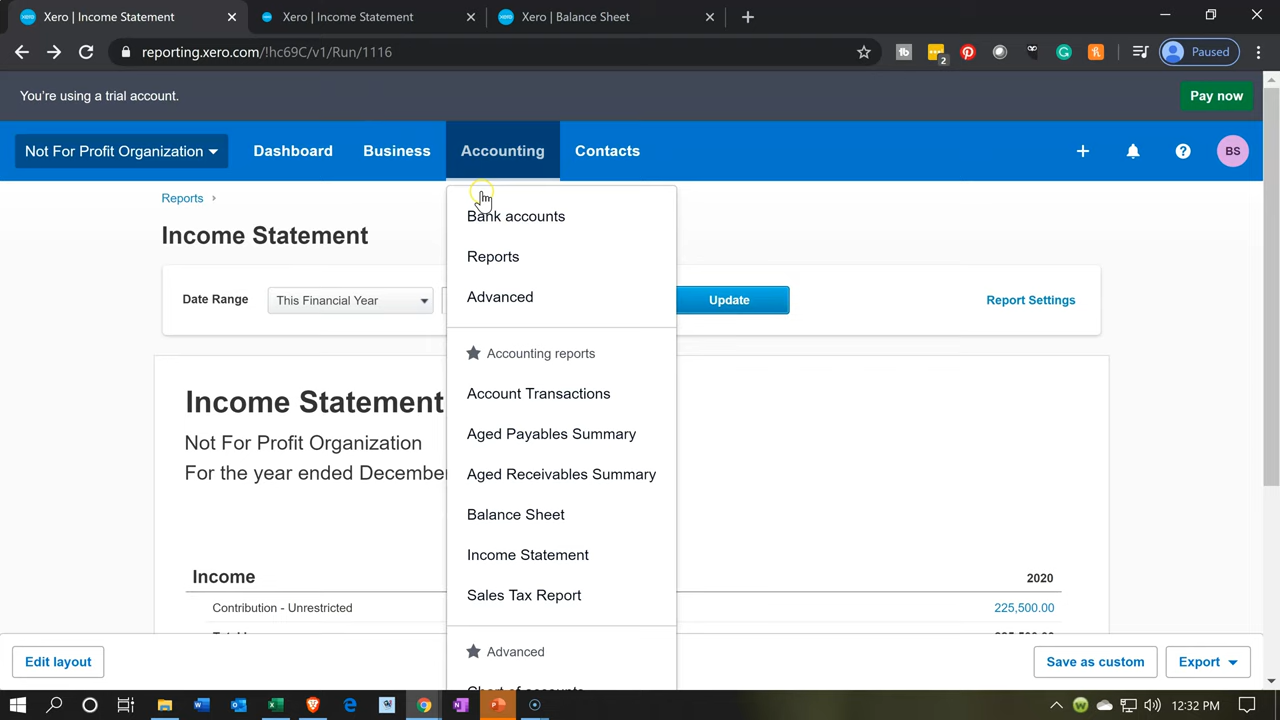 Xero | Income Statement
Xero | Income Statement
Xero | Balance Sheet
reporting.xero.com/!hc69C/v1/Run/1116
2
Paused
You're using a trial account.
Pay now
Not For Profit Organization
Dashboard
Business
Accounting
Contacts
BS
Reports
Income Statement
Date Range
This Financial Year
Update
Report Settings
Bank accounts
Reports
Advanced
Accounting reports
Account Transactions
Aged Payables Summary
Aged Receivables Summary
Balance Sheet
Income Statement
Sales Tax Report
Advanced
Chart of accounts
Income Statement
Not For Profit Organization
For the year ended December
Income
2020
Contribution - Unrestricted
225,500.00
Edit layout
Save as custom
Export
12:32 PM